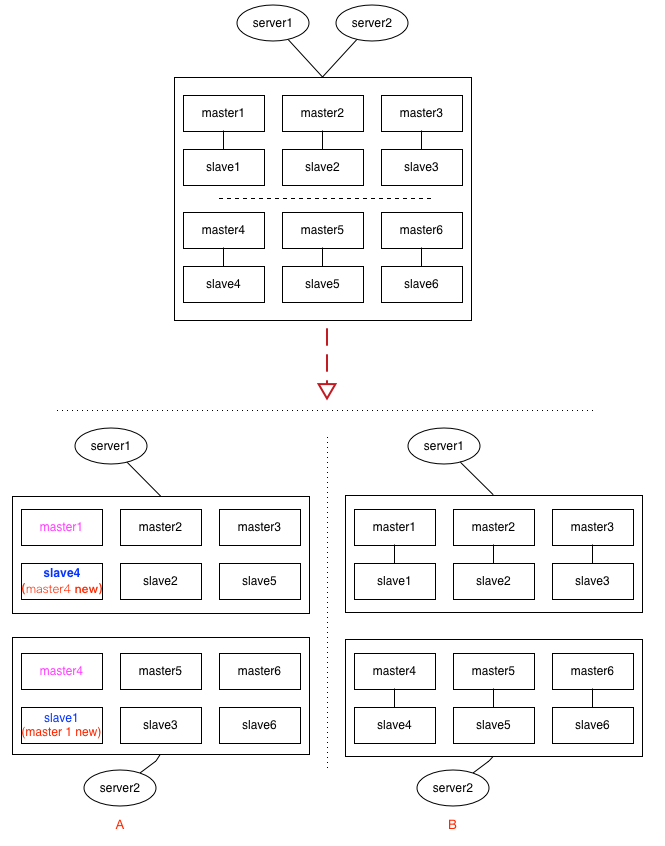 server1
server2
master1
master2
master3
slave1
slave2
slave3
master4
master5
master6
slave4
slave5
slave6
server1
master1
master2
master3
slave4
(master4 new)
slave2
slave5
master4
master5
master6
slave1
(master 1 new)
slave3
slave6
server2
A
server1
master1
master2
master3
slave1
slave2
slave3
master4
master5
master6
slave4
slave5
slave6
server2
B